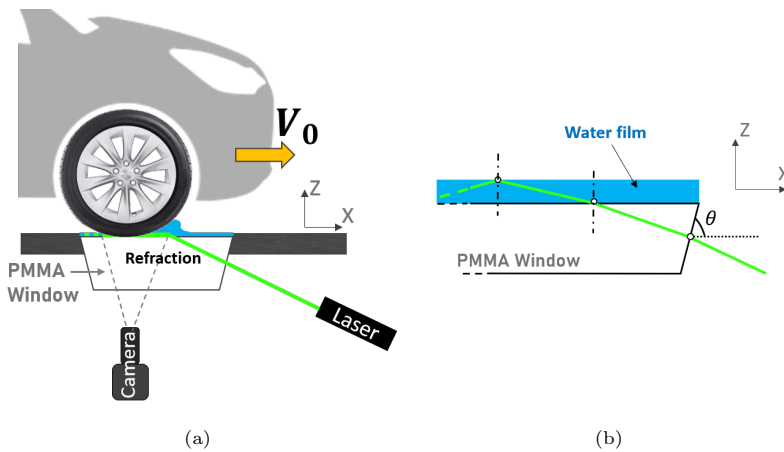 V₀
Z
X
Refraction
PMMA
Window
Laser
Camera
(a)
Water film
Z
X
θ
PMMA Window
(b)